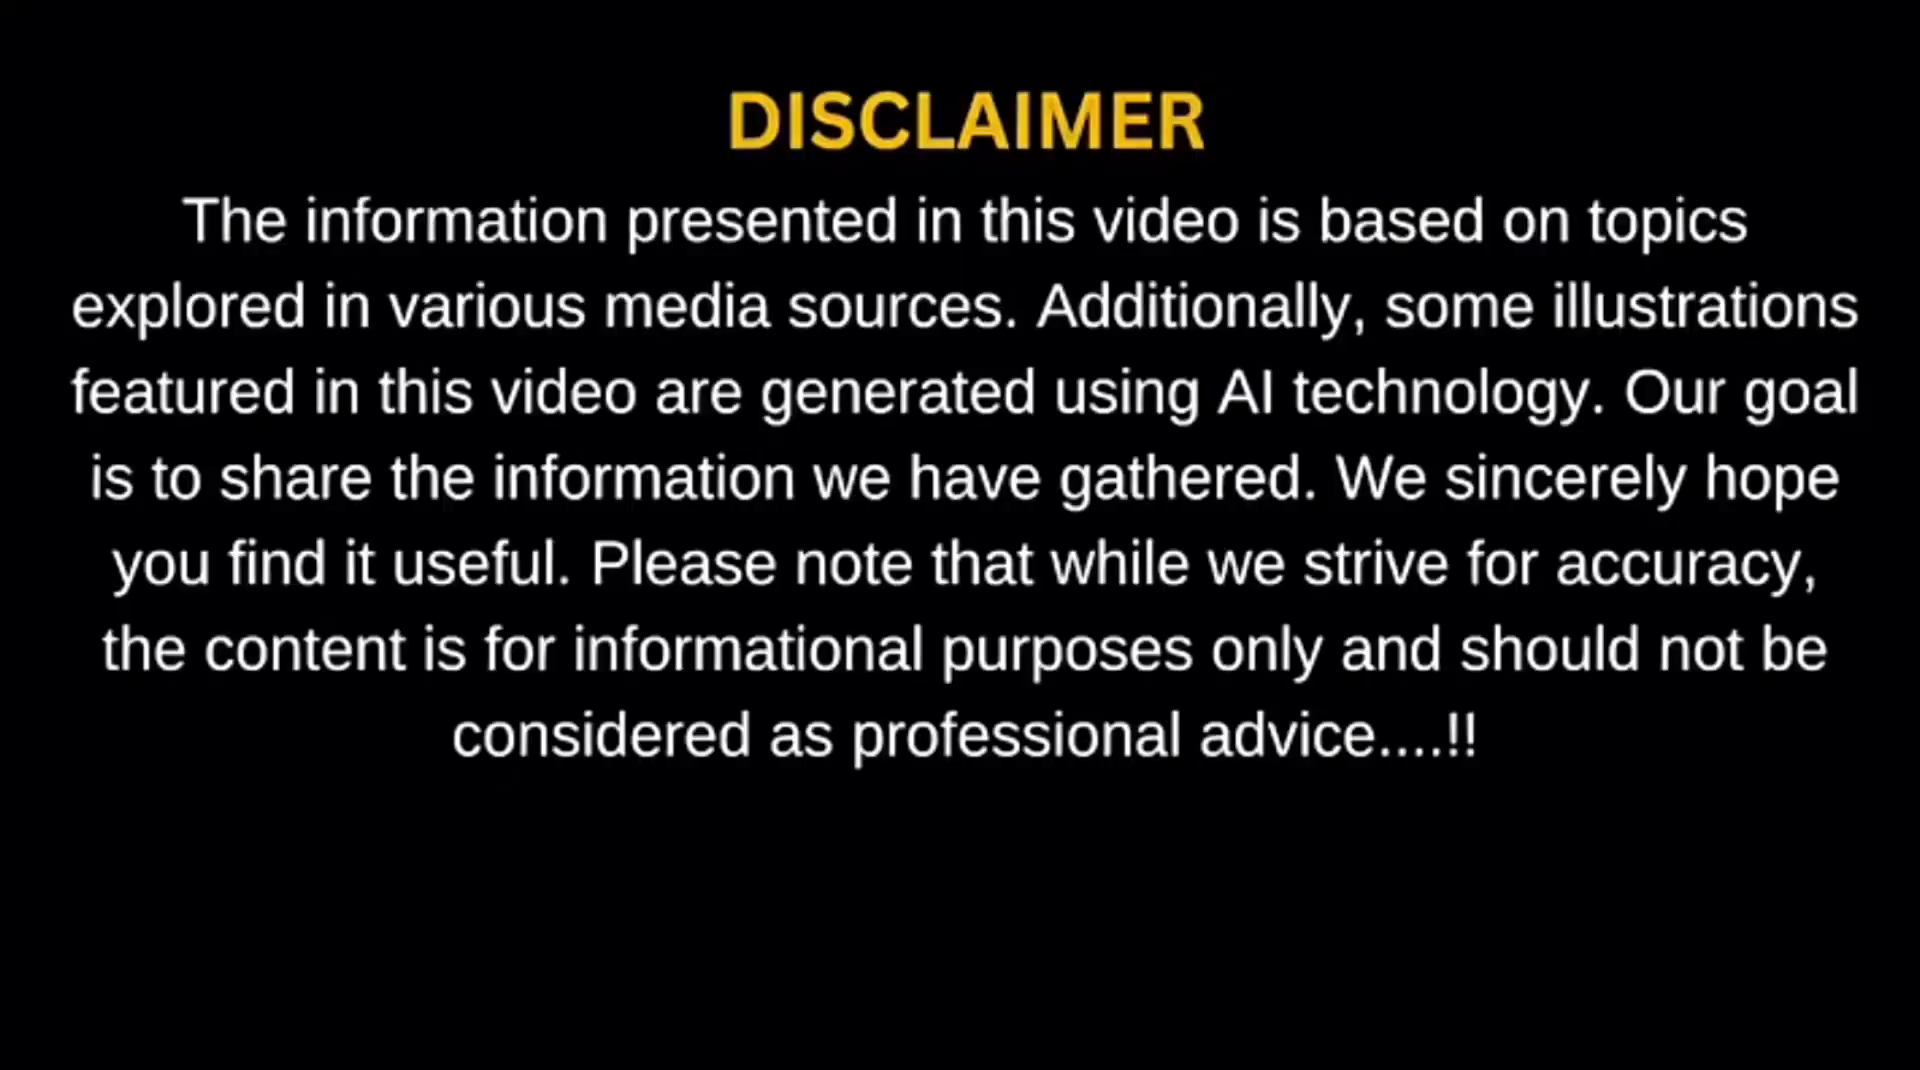 DISCLAIMER
The information presented in this video is based on topics
explored in various media sources. Additionally, some illustrations
featured in this video are generated using AI technology. Our goal
is to share the information we have gathered. We sincerely hope
you find it useful. Please note that while we strive for accuracy,
the content is for informational purposes only and should not be
considered as professional advice....!!